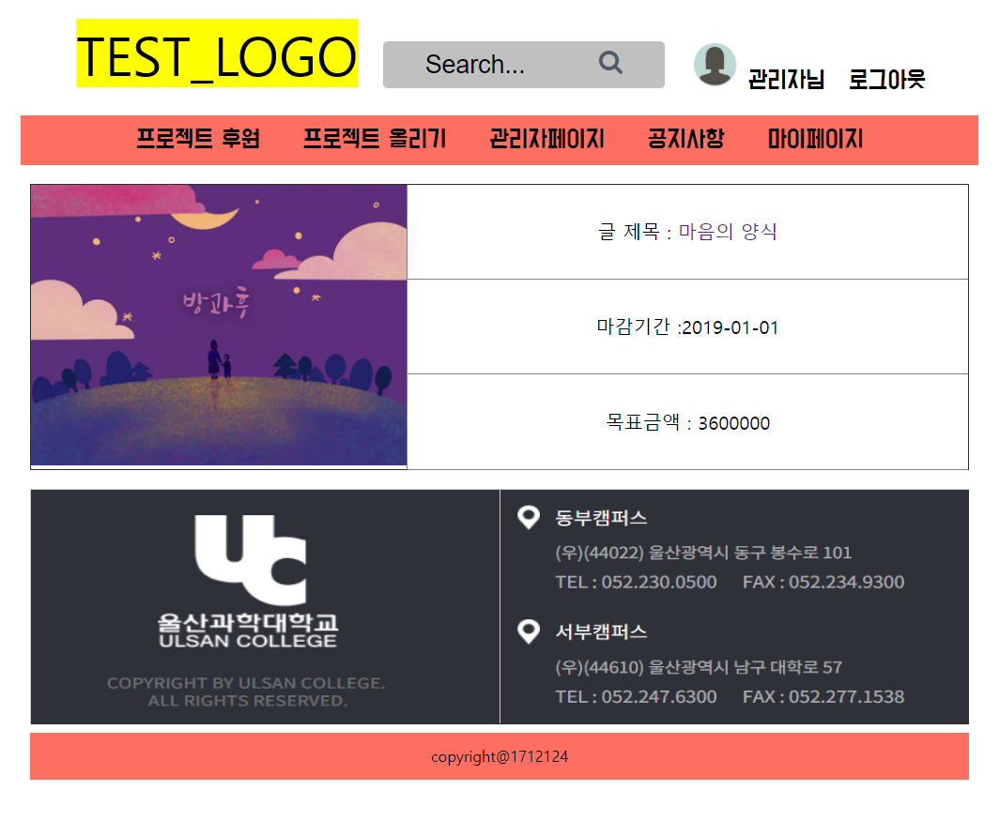 TEST_LOGO
Search...
관리자님 로그아웃
프로젝트 후원 프로젝트 올리기 관리자페이지 공지사항 마이페이지
방과후
글 제목 : 마음의 양식
마감기간 :2019-01-01
목표금액 : 3600000
UC
울산과학대학교
ULSAN COLLEGE
COPYRIGHT BY ULSAN COLLEGE.
ALL RIGHTS RESERVED.
동부캠퍼스
(우)(44022) 울산광역시 동구 봉수로 101
TEL : 052.230.0500 FAX : 052.234.9300
서부캠퍼스
(우)(44610) 울산광역시 남구 대학로 57
TEL : 052.247.6300 FAX : 052.277.1538
copyright@1712124